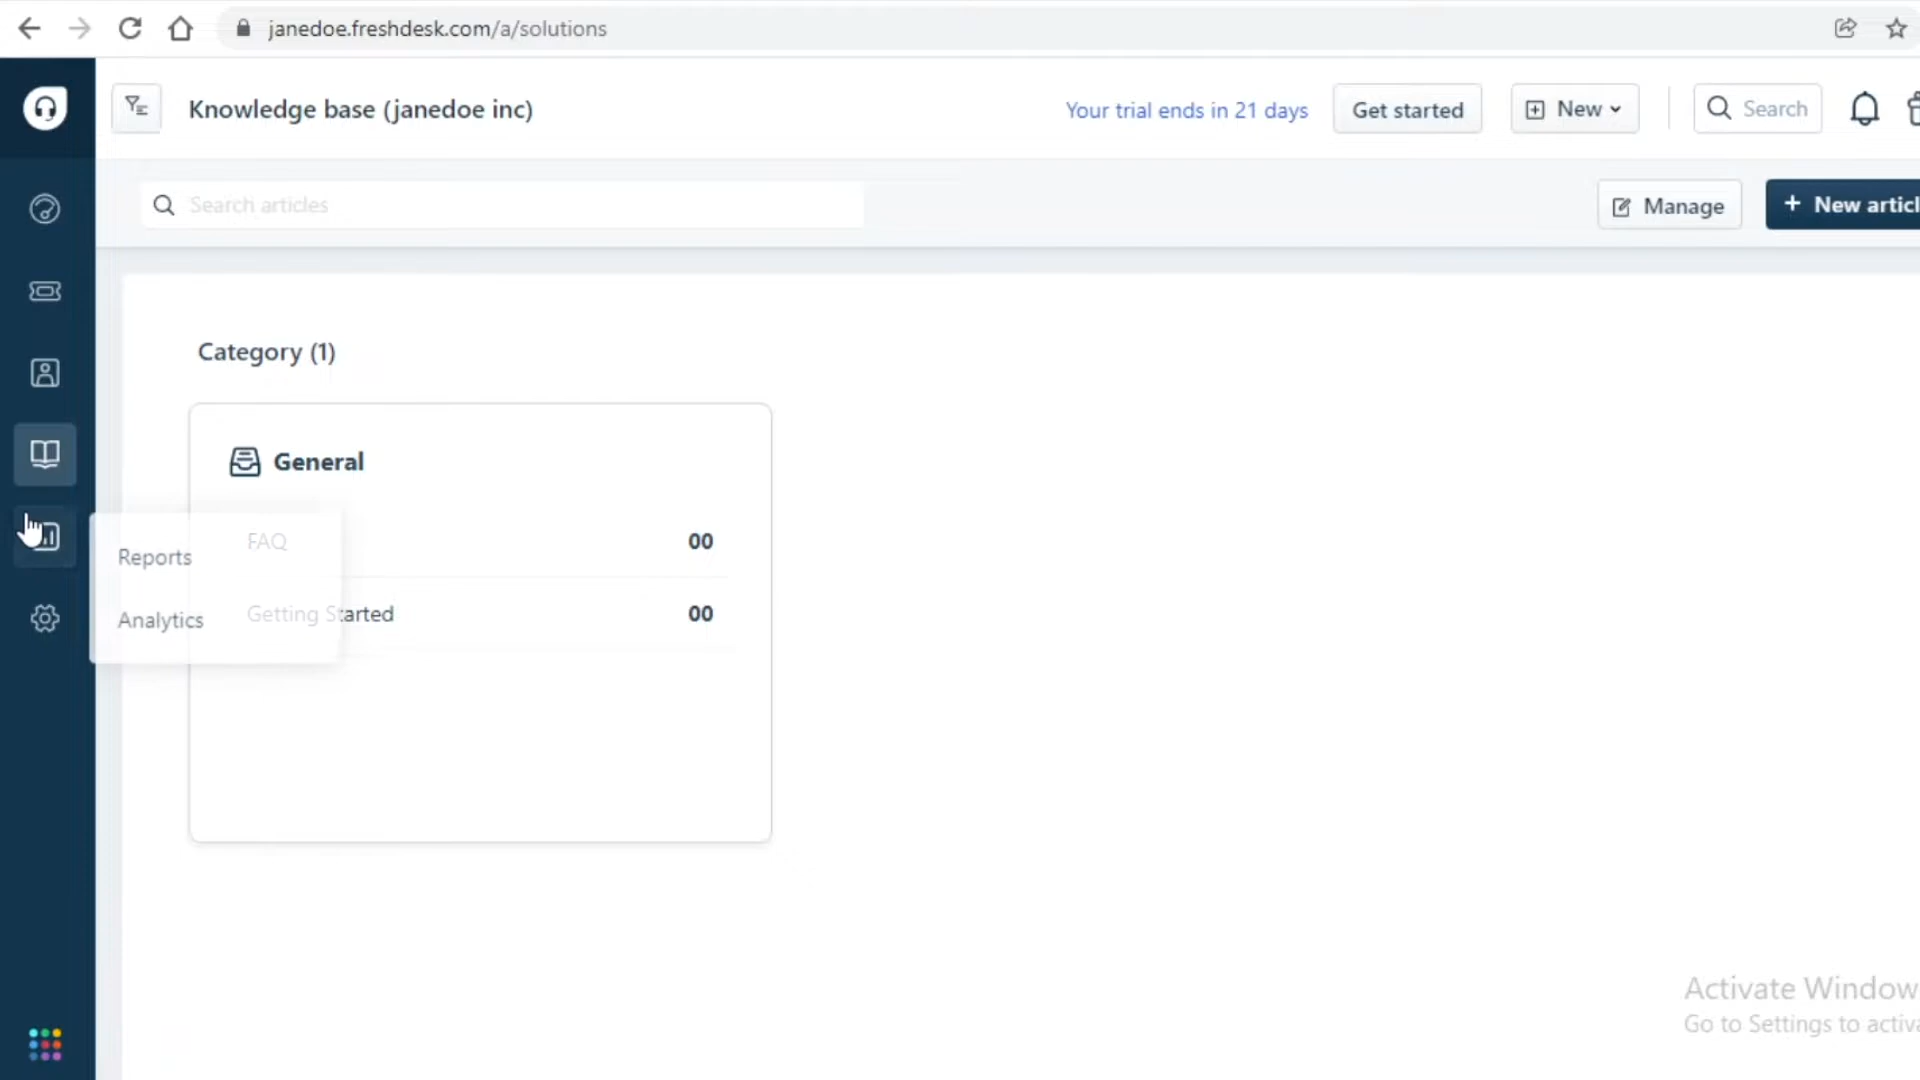 janedoe.freshdesk.com/a/solutions
Knowledge base (janedoe inc)
Your trial ends in 21 days
Get started
New
Search
Search articles
Manage
+ New articl
Category (1)
General
FAQ
00
Getting Started
00
Reports
Analytics
Activate Window
Go to Settings to activa